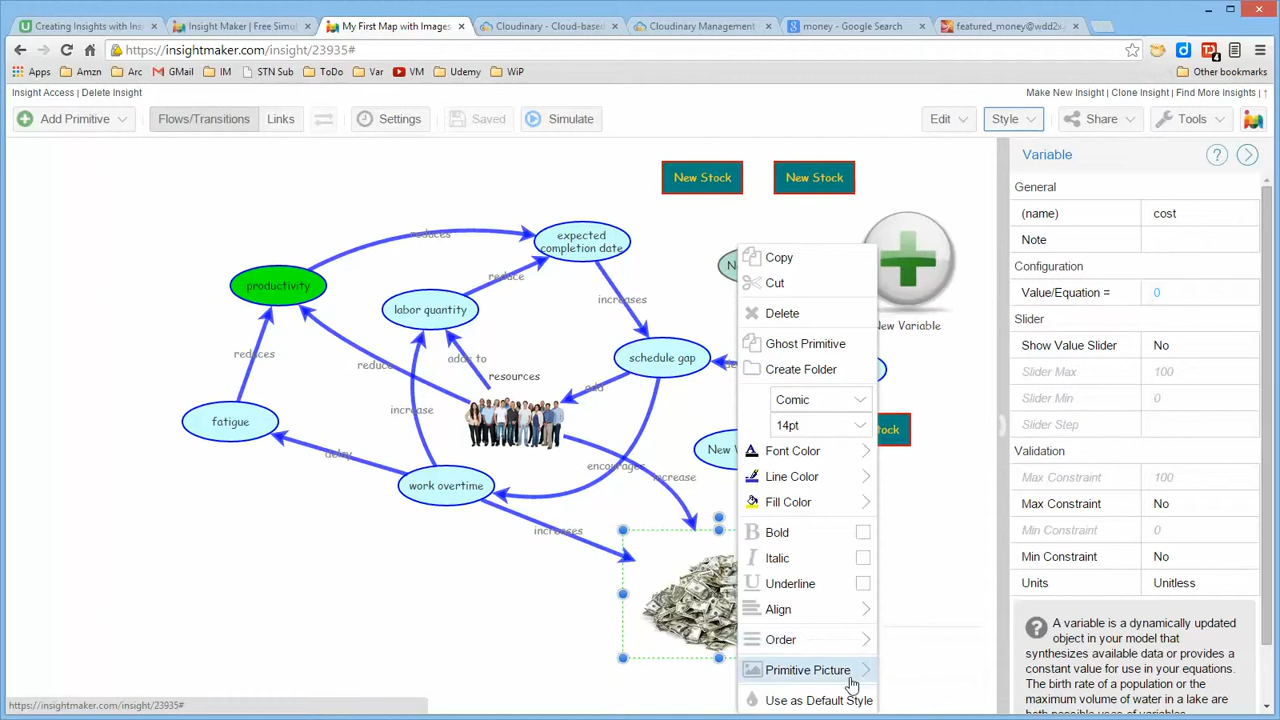 Creating Insights with Ins
Insight Maker | Free Simul
My First Map with Images
Cloudinary - Cloud-based
Cloudinary Management
money - Google Search
featured_money@wdd2x
https://insightmaker.com/insight/23935#
Apps
Amzn
Arc
GMail
IM
STN Sub
ToDo
Var
VM
Udemy
WiP
Other bookmarks
Insight Access | Delete Insight
Make New Insight | Clone Insight | Find More Insights |
Add Primitive
Flows/Transitions
Links
Settings
Saved
Simulate
Edit
Style
Share
Tools
New Stock
New Stock
reduces
expected
completion date
productivity
reduce
labor quantity
increases
New Variable
reduces
reduce
adds to
resources
schedule gap
add
increase
fatigue
delay
encourages
increase
work overtime
increases
New V
ock
Copy
Cut
Delete
Ghost Primitive
Create Folder
Comic
14pt
Font Color
Line Color
Fill Color
B Bold
I Italic
U Underline
Align
Order
Primitive Picture
Use as Default Style
Variable
General
(name) cost
Note
Configuration
Value/Equation = 0
Slider
Show Value Slider No
Slider Max 100
Slider Min 0
Slider Step
Validation
Max Constraint 100
Max Constraint No
Min Constraint 0
Min Constraint No
Units Unitless
A variable is a dynamically updated
object in your model that
synthesizes available data or provides a
constant value for use in your equations.
The birth rate of a population or the
maximum volume of water in a lake are
https://insightmaker.com/insight/23935#